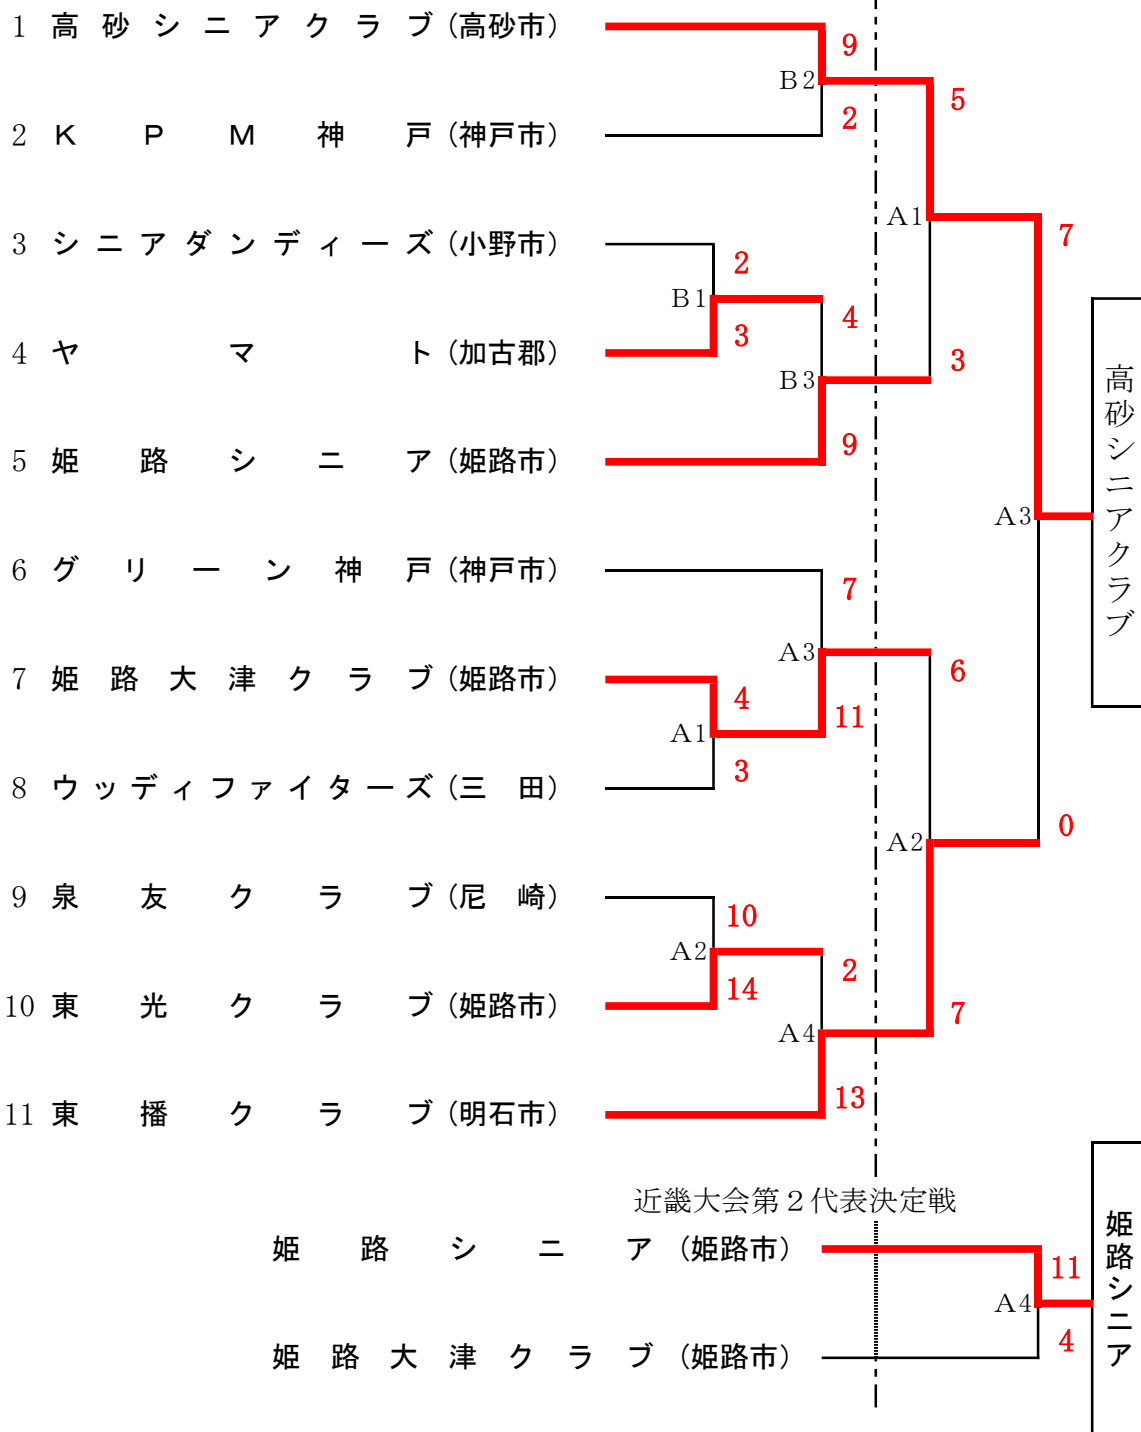 1 高砂シニアクラブ (高砂市)
9
B2
5
2
2 KPM神戸 (神戸市)
A1
7
3 シニアダンディーズ (小野市)
2
B1
4
3
4 ヤマト (加古郡)
3
B3
高砂シニアクラブ
9
5 姫路シニア (姫路市)
A3
6 グリーン神戸 (神戸市)
7
A3
6
7 姫路大津クラブ (姫路市)
4
11
A1
3
8 ウッディファイターズ (三田)
0
A2
9 泉友クラブ (尼崎)
10
A2
2
14
10 東光クラブ (姫路市)
7
A4
13
11 東播クラブ (明石市)
近畿大会第2代表決定戦
姫路シニア (姫路市)
11
A4
姫路シニア
4
姫路大津クラブ (姫路市)